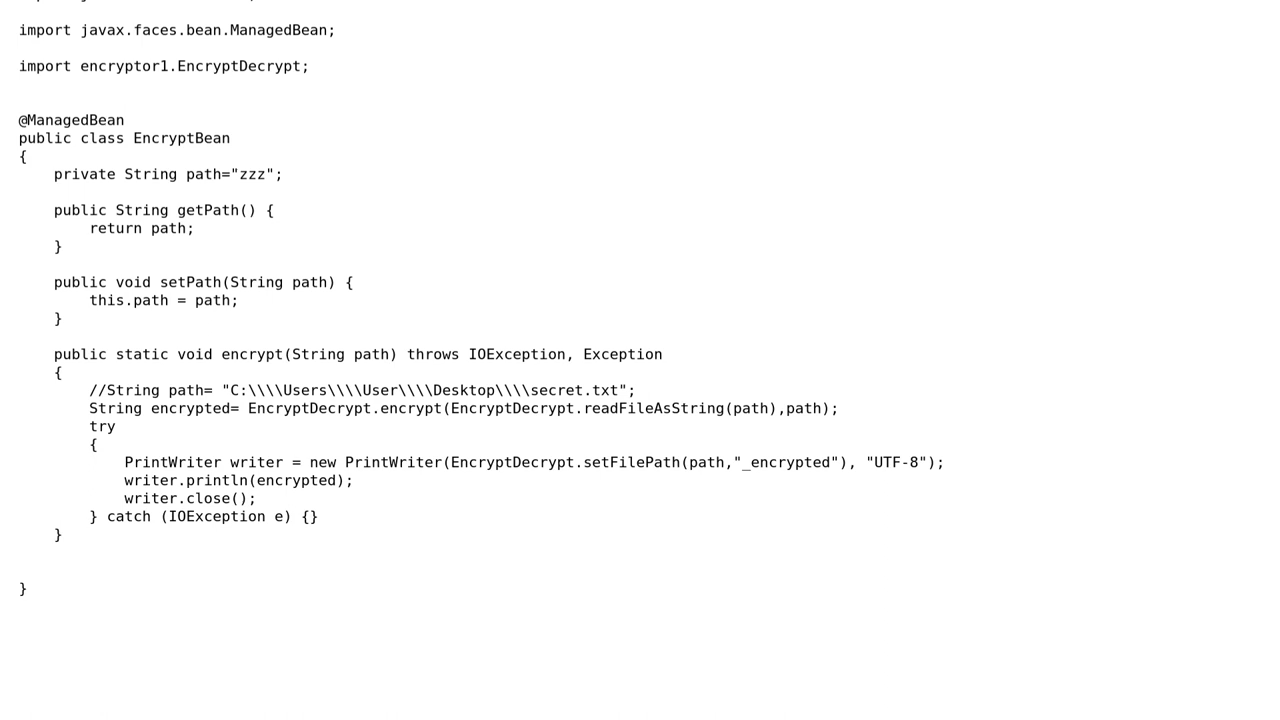 import javax.faces.bean.ManagedBean;
import encryptor1.EncryptDecrypt;
@ManagedBean
public class EncryptBean
{
    private String path="zzz";
    public String getPath() {
        return path;
    }
    public void setPath(String path) {
        this.path = path;
    }
    public static void encrypt(String path) throws IOException, Exception
    {
        //String path= "C:\\\\Users\\\\User\\\\Desktop\\\\secret.txt";
        String encrypted= EncryptDecrypt.encrypt(EncryptDecrypt.readFileAsString(path),path);
        try
        {
            PrintWriter writer = new PrintWriter(EncryptDecrypt.setFilePath(path,"_encrypted"), "UTF-8");
            writer.println(encrypted);
            writer.close();
        } catch (IOException e) {}
    }
}